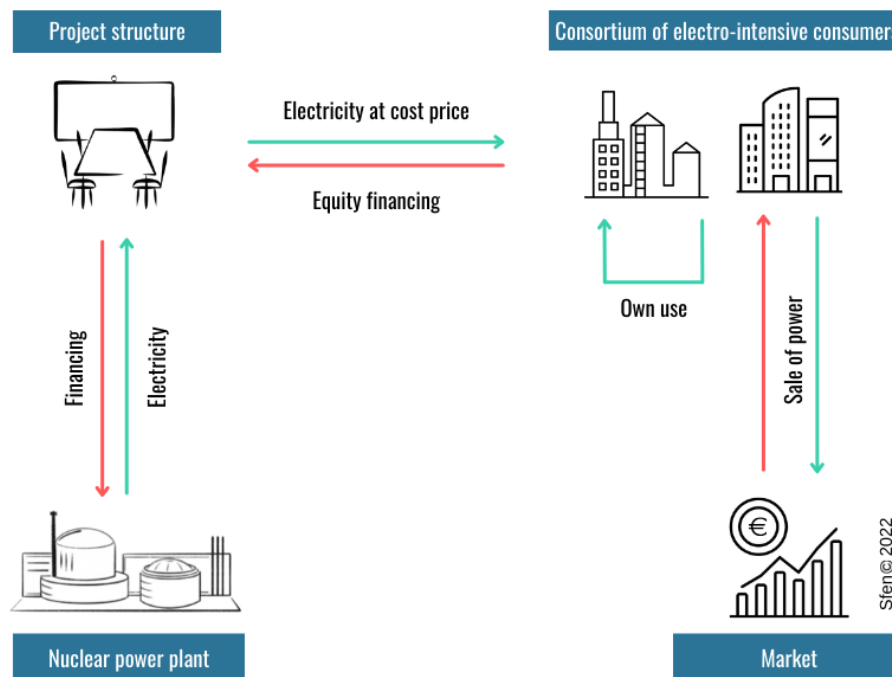 Project structure
Consortium of electro-intensive consumers
Electricity at cost price
Equity financing
Own use
Financing
Electricity
Sale of power
€
Sfen© 2022
Nuclear power plant
Market